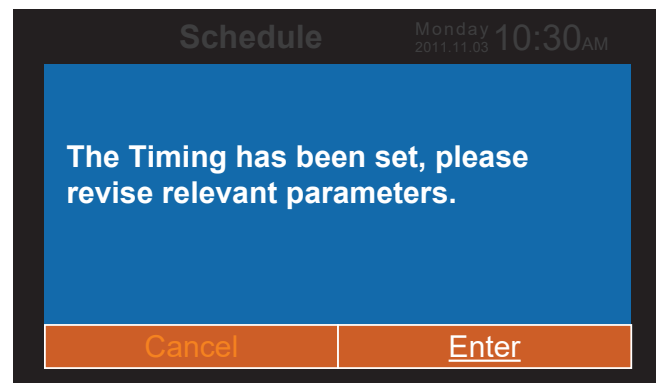 Schedule
Monday
2011.11.03 10:30AM
The Timing has been set, please
revise relevant parameters.
Cancel
Enter